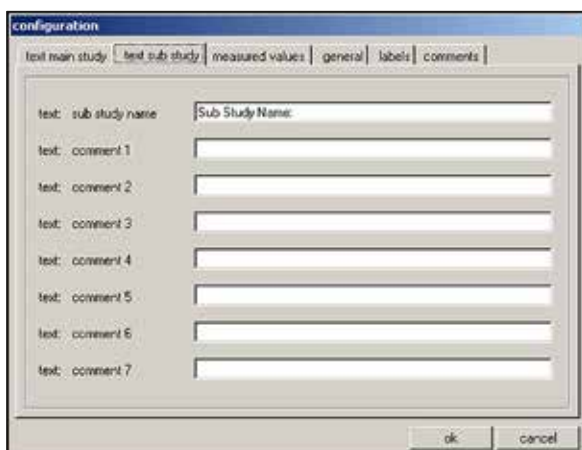 configuration
text main study text sub study measured values general labels comments
text: sub study name Sub Study Name:
text: comment 1
text: comment 2
text: comment 3
text: comment 4
text: comment 5
text: comment 6
text: comment 7
ok cancel